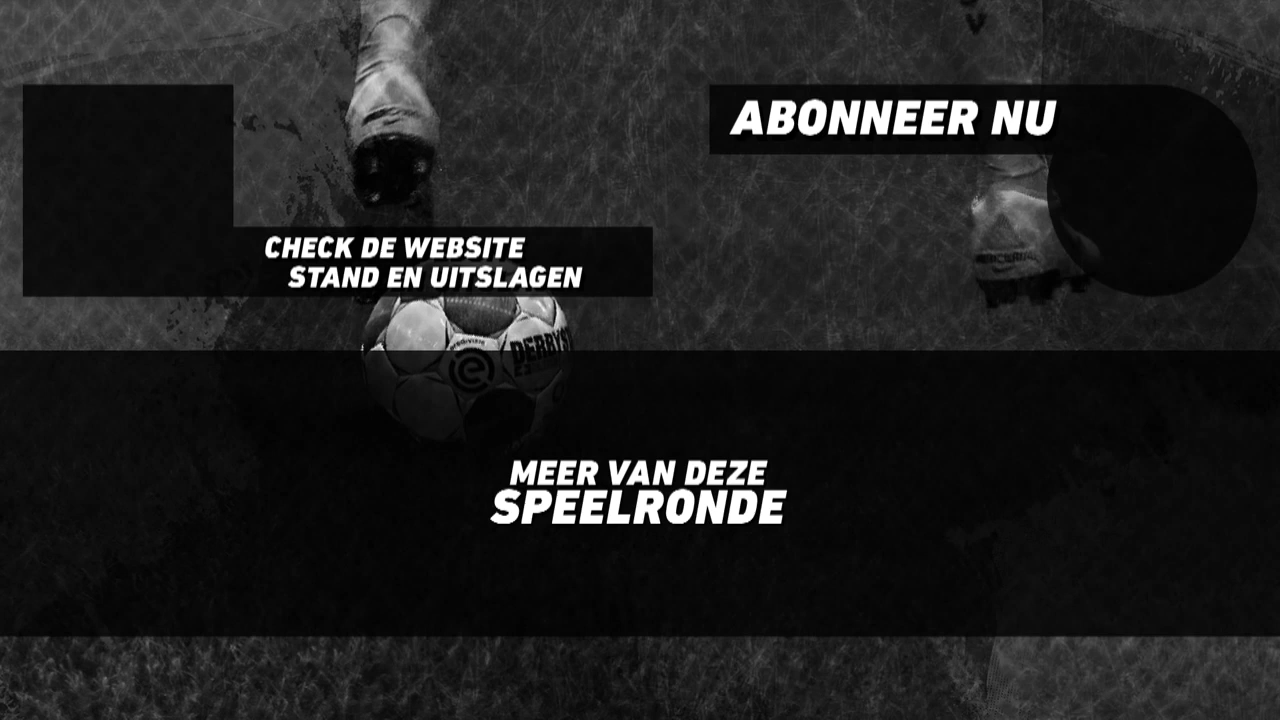 ABONNEER NU
CHECK DE WEBSITE
STAND EN UITSLAGEN
MEER VAN DEZE
SPEELRONDE